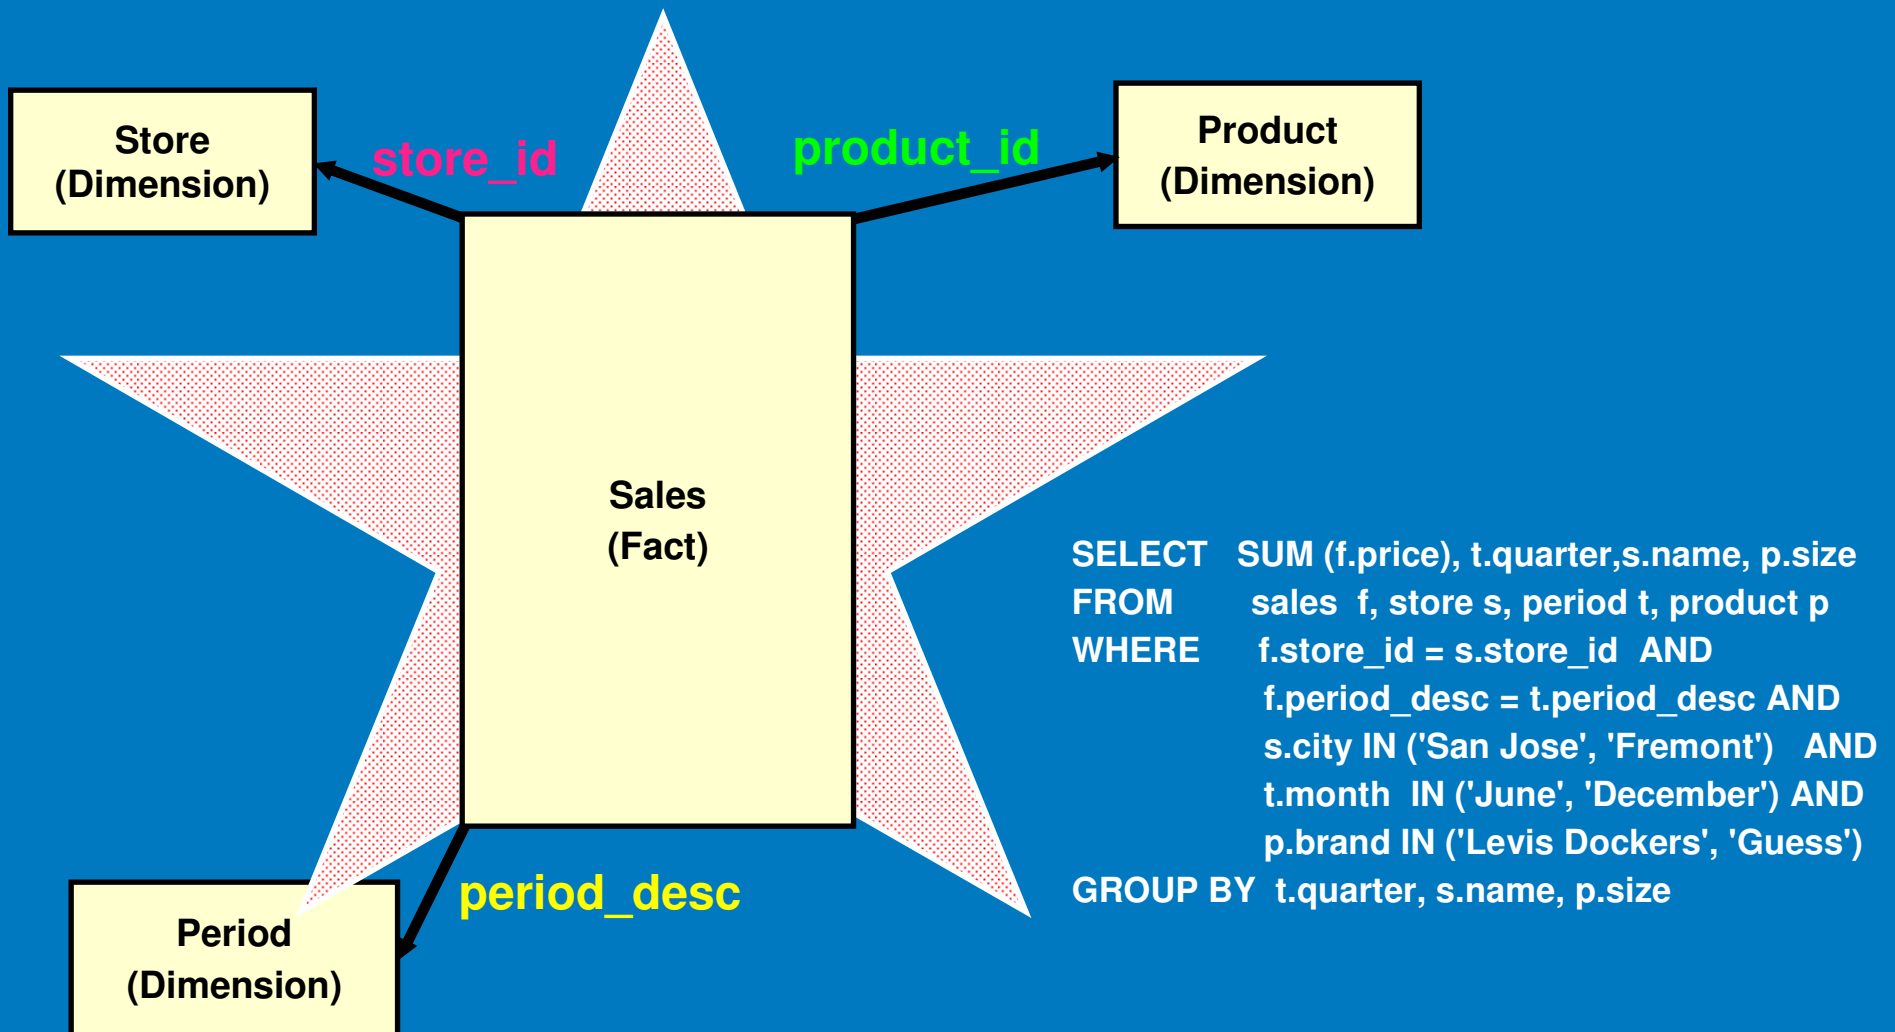 Store
(Dimension)
store_id
product_id
Product
(Dimension)
Sales
(Fact)
SELECT SUM (f.price), t.quarter,s.name, p.size
FROM sales f, store s, period t, product p
WHERE f.store_id = s.store_id AND
f.period_desc = t.period_desc AND
s.city IN ('San Jose', 'Fremont') AND
t.month IN ('June', 'December') AND
p.brand IN ('Levis Dockers', 'Guess')
GROUP BY t.quarter, s.name, p.size
period_desc
Period
(Dimension)